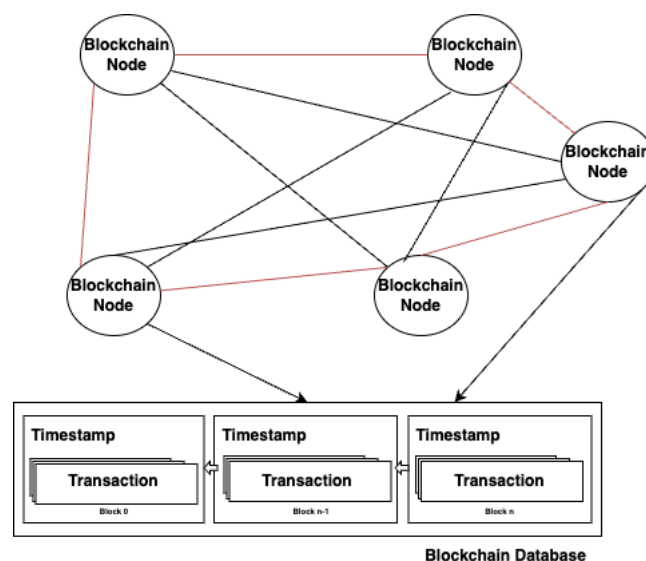 Blockchain
Node
Blockchain
Node
Blockchain
Node
Blockchain
Node
Blockchain
Node
Timestamp
Transaction
Block 0
Timestamp
Transaction
Block n-1
Timestamp
Transaction
Block n
Blockchain Database